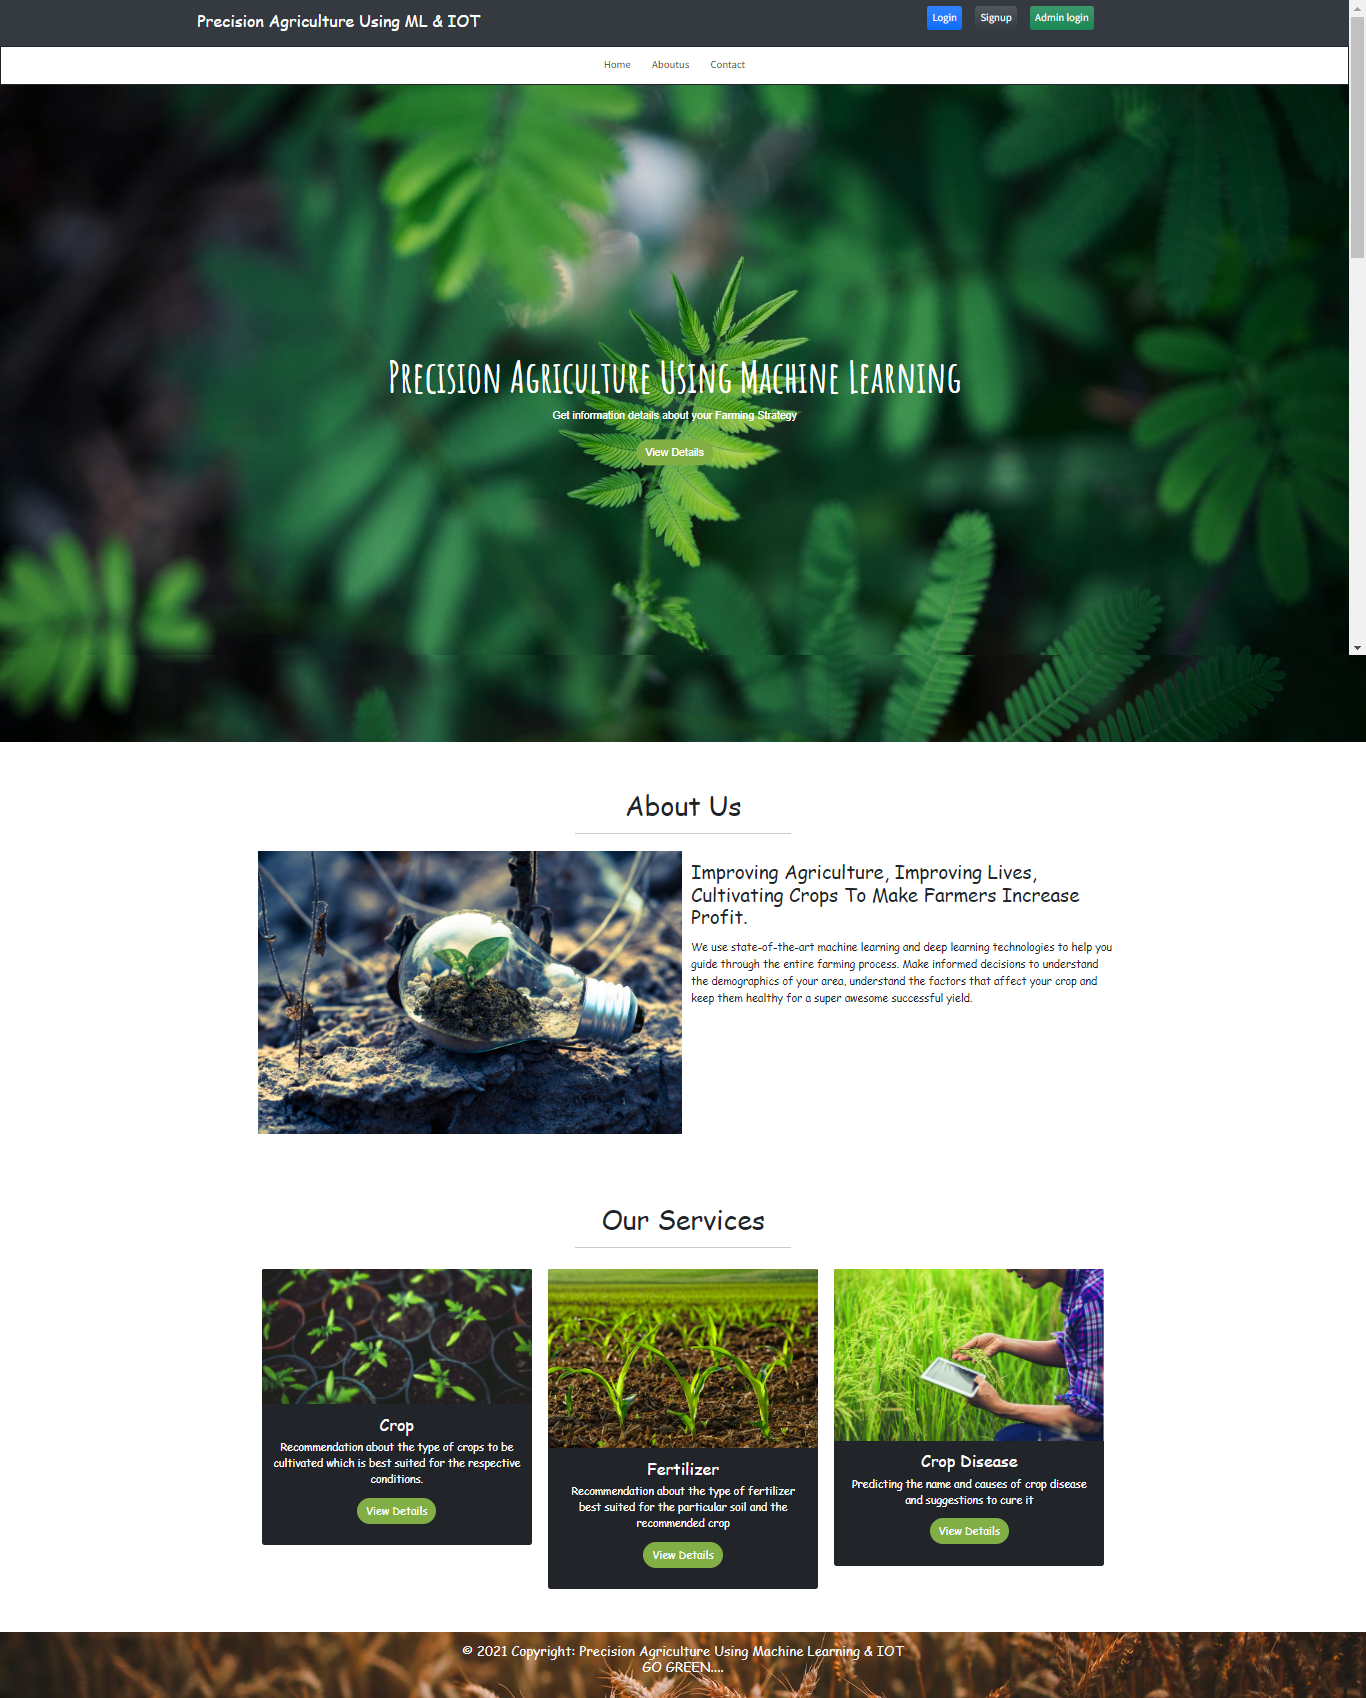 Precision Agriculture Using ML & IOT
Login
Signup
Admin login
Home
Aboutus
Contact
Precision Agriculture Using Machine Learning
Get information details about your Farming Strategy
View Details
About Us
Improving Agriculture, Improving Lives,
Cultivating Crops To Make Farmers Increase
Profit.
We use state-of-the-art machine learning and deep learning technologies to help you
guide through the entire farming process. Make informed decisions to understand
the demographics of your area, understand the factors that affect your crop and
keep them healthy for a super awesome successful yield.
Our Services
Crop
Recommendation about the type of crops to be
cultivated which is best suited for the respective
conditions.
View Details
Fertilizer
Recommendation about the type of fertilizer
best suited for the particular soil and the
recommended crop
View Details
Crop Disease
Predicting the name and causes of crop disease
and suggestions to cure it
View Details
© 2021 Copyright: Precision Agriculture Using Machine Learning & IOT
GO GREEN....